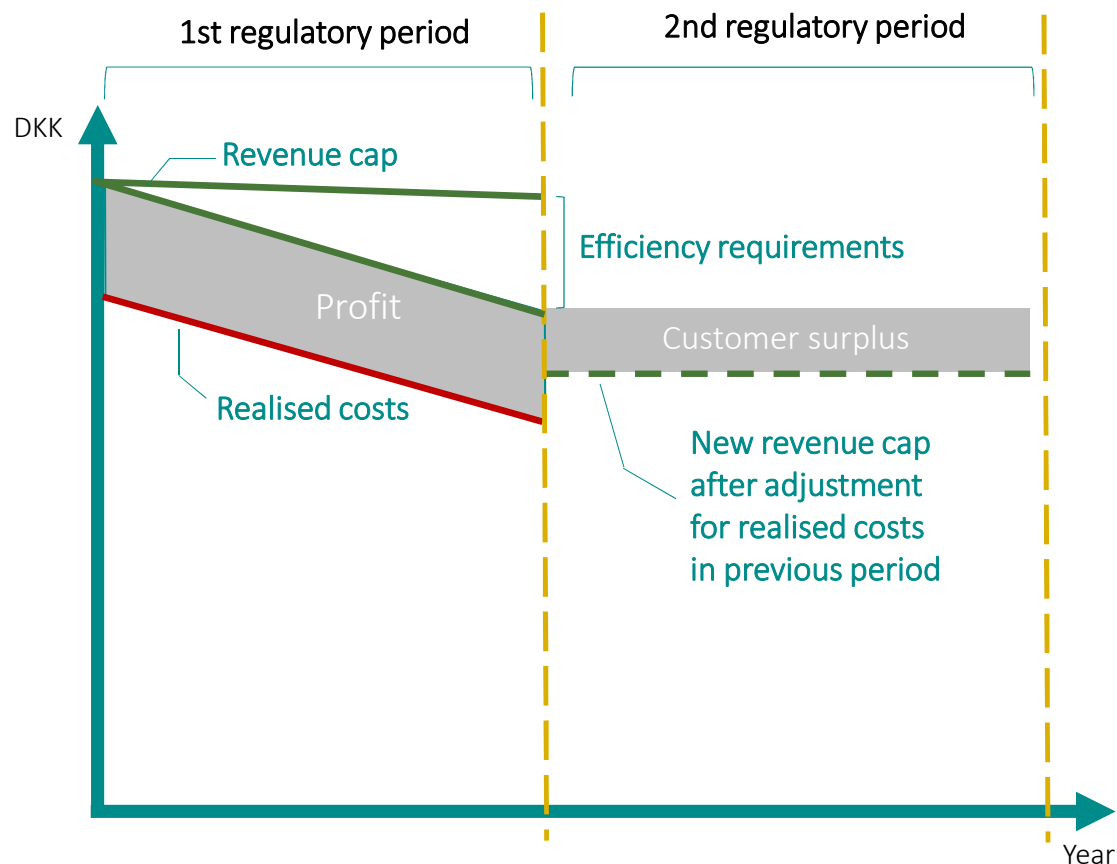 1st regulatory period
2nd regulatory period
DKK
Revenue cap
Efficiency requirements
Profit
Customer surplus
Realised costs
New revenue cap
after adjustment
for realised costs
in previous period
Year